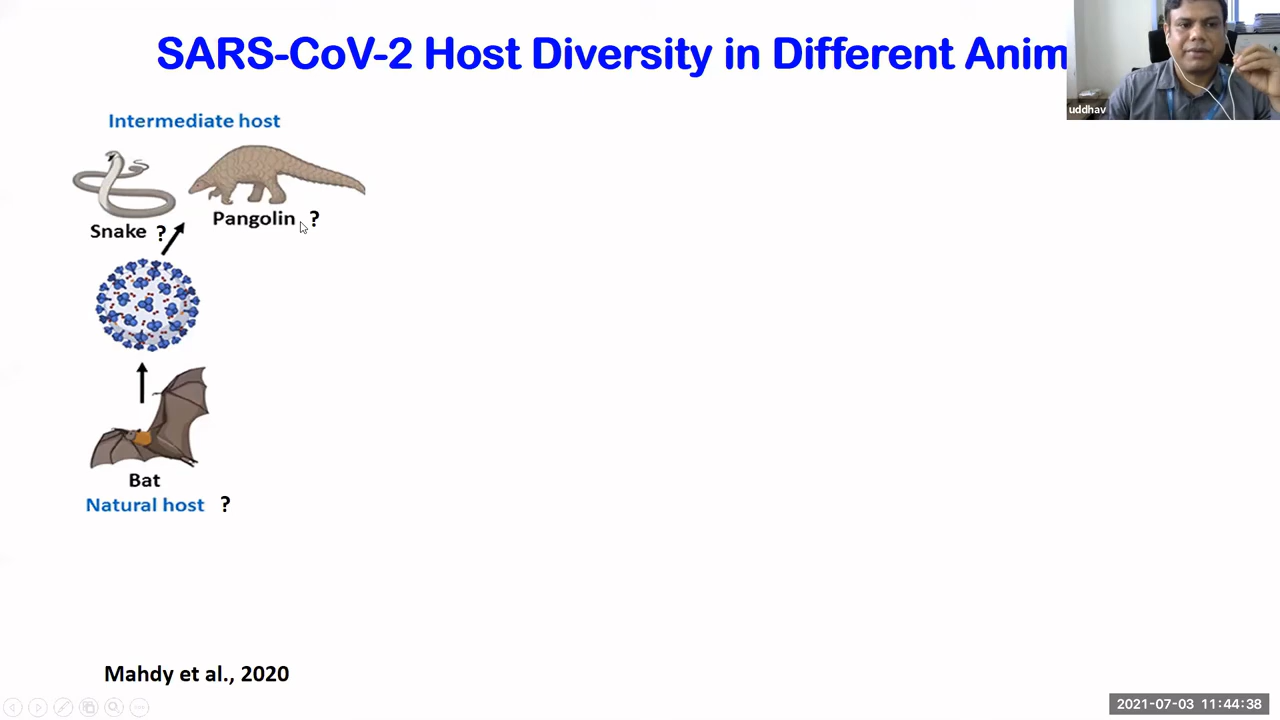 SARS-CoV-2 Host Diversity in Different Anim
uddhav
Intermediate host
Pangolin ?
Snake ?
Bat
Natural host ?
Mahdy et al., 2020
2021-07-03 11:44:38